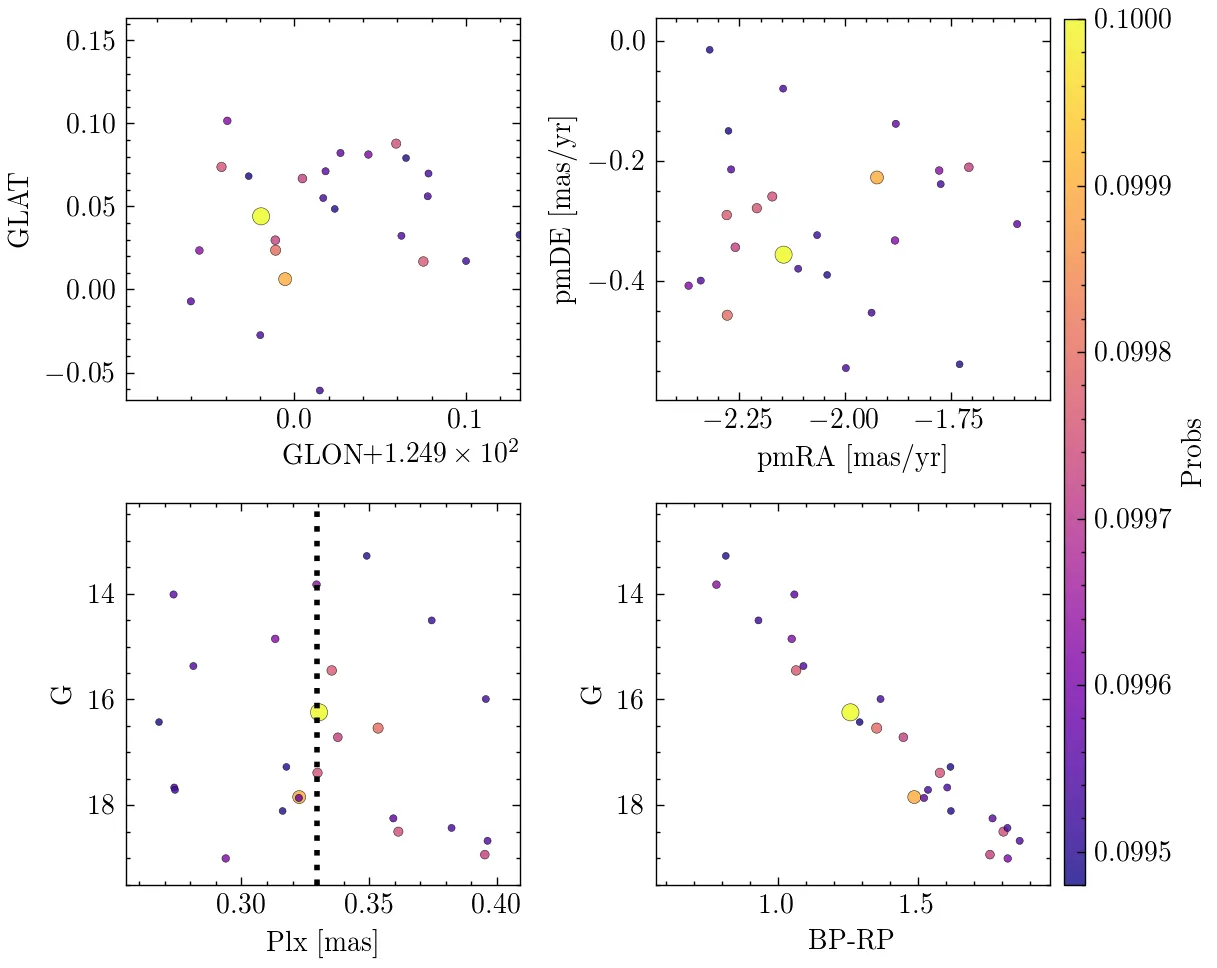 0.15
0.10
0.05
0.00
−0.05
GLAT
0.0 0.1
GLON+1.249 × 10²
0.0
−0.2
−0.4
pmDE [mas/yr]
−2.25 −2.00 −1.75
pmRA [mas/yr]
14
16
18
G
0.30 0.35 0.40
Plx [mas]
14
16
18
G
1.0 1.5
BP-RP
0.1000
0.0999
0.0998
0.0997
0.0996
0.0995
Probs